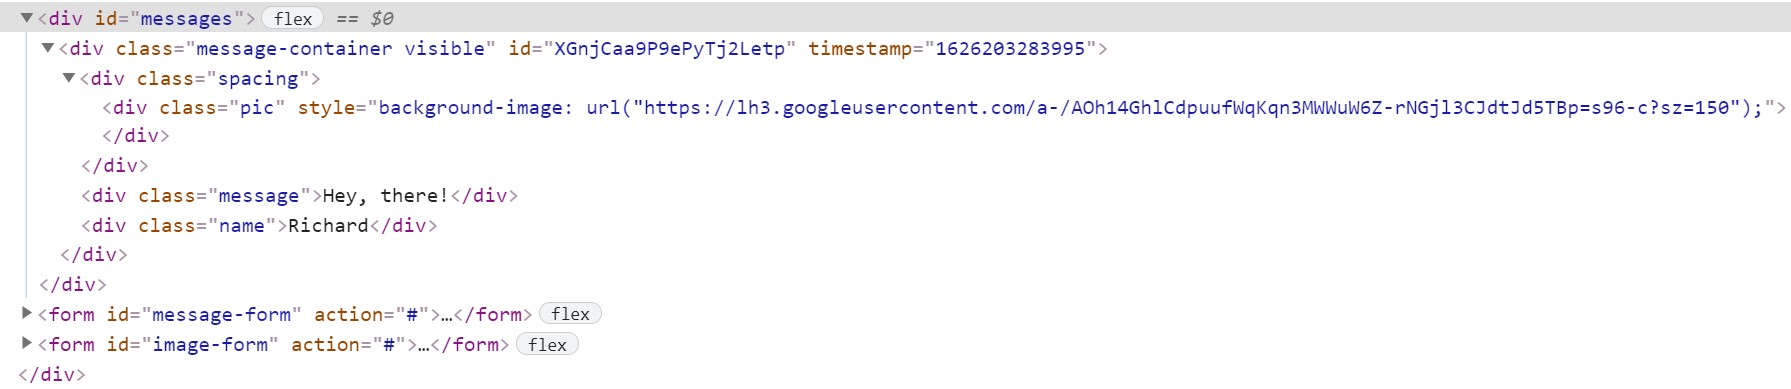 <div id="messages"> flex == $0
<div class="message-container visible" id="XGnjCaa9P9ePyTj2Letp" timestamp="1626203283995">
<div class="spacing">
<div class="pic" style="background-image: url("https://lh3.googleusercontent.com/a-/AOh14GhlCdpuufWqKqn3MWWuW6Z-rNGjl3CJdtJd5TBp=s96-c?sz=150");">
</div>
</div>
<div class="message">Hey, there!</div>
<div class="name">Richard</div>
</div>
</div>
<form id="message-form" action="#">…</form> flex
<form id="image-form" action="#">…</form> flex
</div>